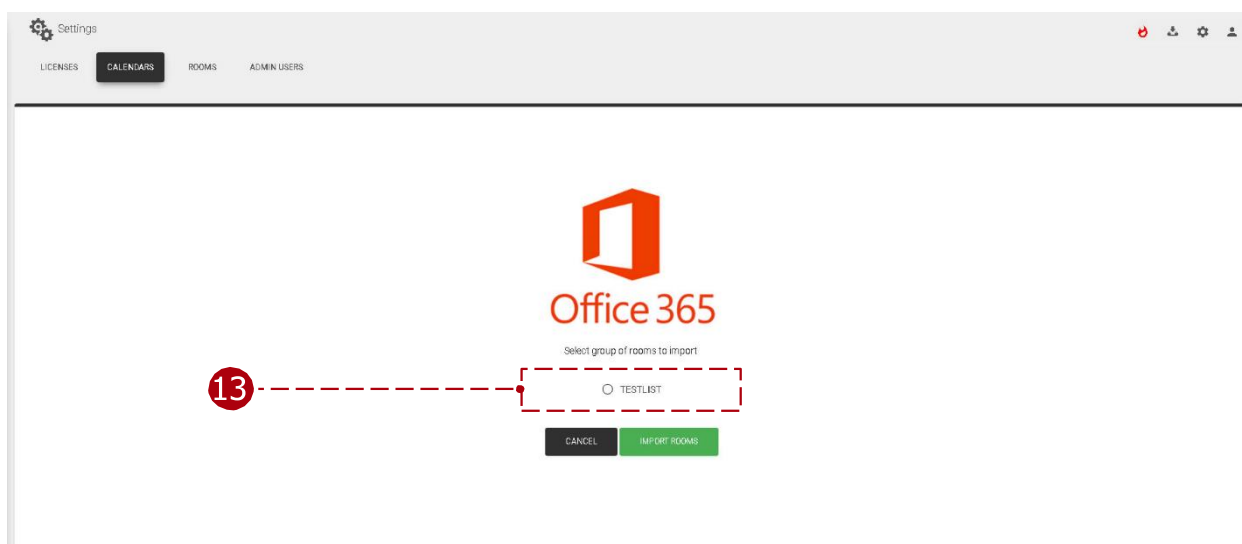 Settings
LICENSES CALENDARS ROOMS ADMIN USERS
Office 365
Select group of rooms to import
13
TESTLIST
CANCEL IMPORT ROOMS